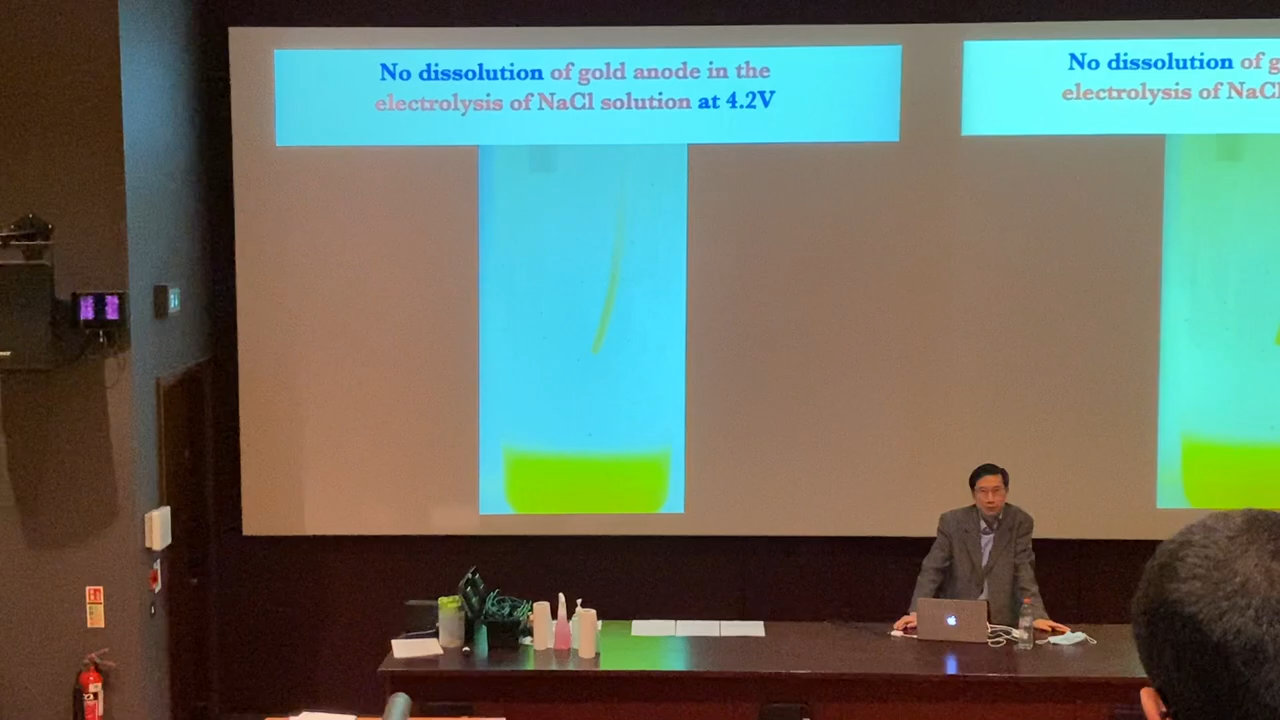 No dissolution of gold anode in the
electrolysis of NaCl solution at 4.2V
No dissolution of g
electrolysis of NaCl